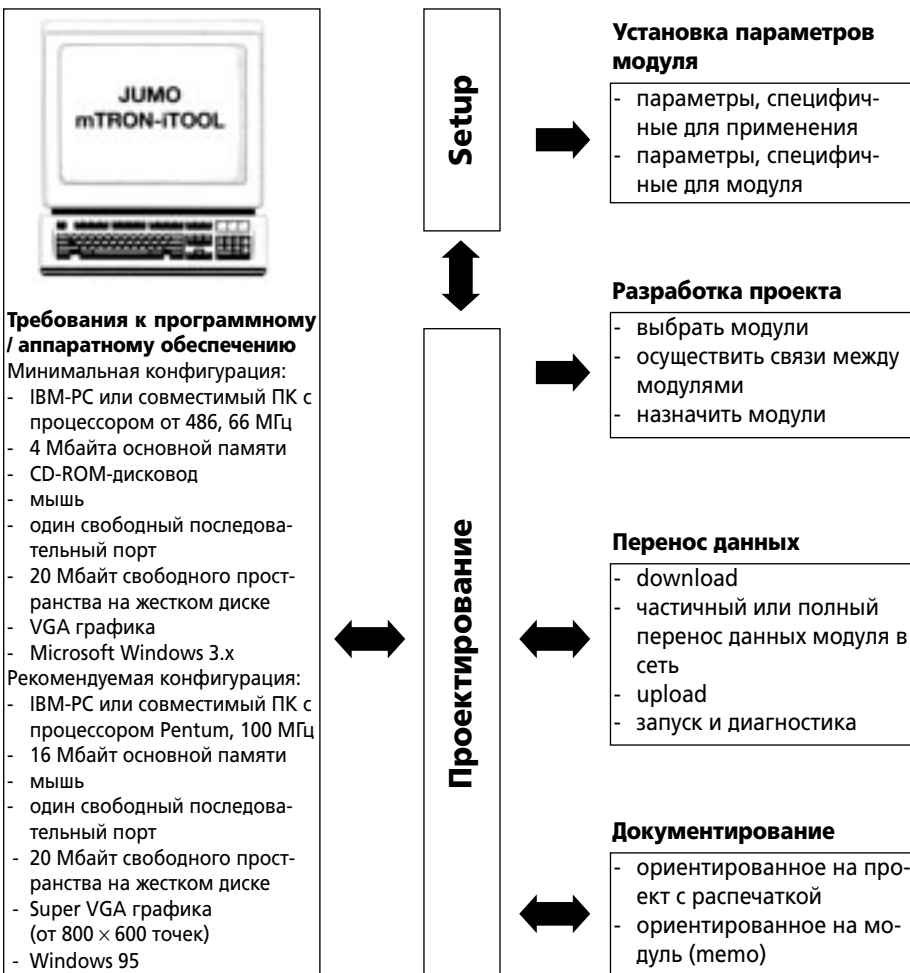 JUMO
mTRON-iTOOL
Требования к программному
/ аппаратному обеспечению
Минимальная конфигурация:
- IBM-PC или совместимый ПК с
процессором от 486, 66 МГц
- 4 Мбайта основной памяти
- CD-ROM-дисковод
- мышь
- один свободный последова-
тельный порт
- 20 Мбайт свободного прост-
ранства на жестком диске
- VGA графика
- Microsoft Windows 3.x
Рекомендуемая конфигурация:
- IBM-PC или совместимый ПК с
процессором Pentum, 100 МГц
- 16 Мбайт основной памяти
- мышь
- один свободный последова-
тельный порт
- 20 Мбайт свободного прост-
ранства на жестком диске
- Super VGA графика
(от 800 × 600 точек)
- Windows 95
Setup
Проектирование
Установка параметров
модуля
- параметры, специфич-
ные для применения
- параметры, специфич-
ные для модуля
Разработка проекта
- выбрать модули
- осуществить связи между
модулями
- назначить модули
Перенос данных
- download
- частичный или полный
перенос данных модуля в
сеть
- upload
- запуск и диагностика
Документирование
- ориентированное на про-
ект с распечаткой
- ориентированное на мо-
дуль (memo)